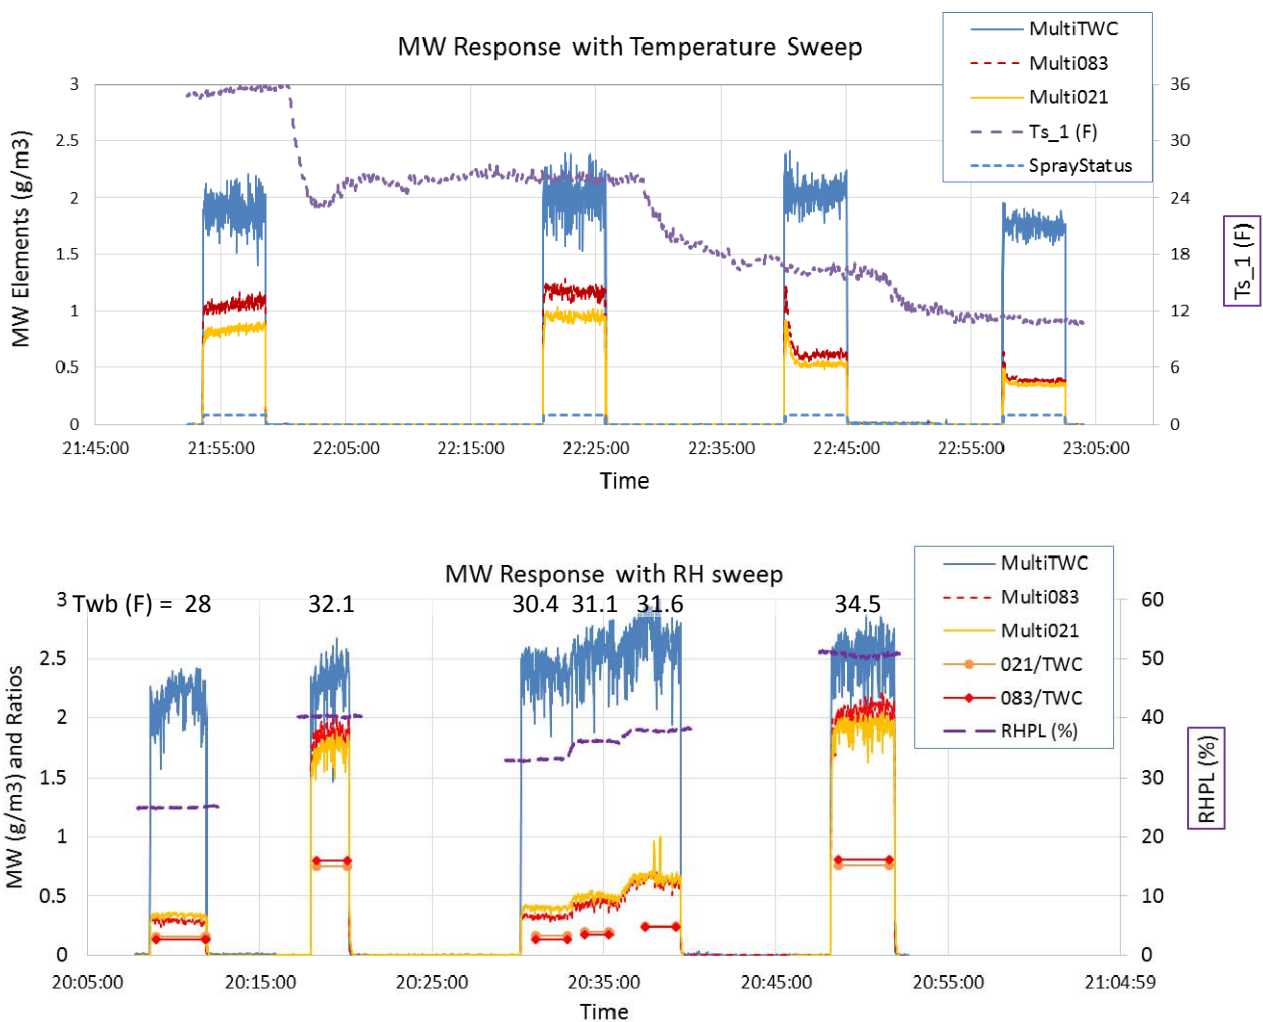 MW Response with Temperature Sweep
MultiTWC
Multi083
Multi021
Ts_1 (F)
SprayStatus
3
2.5
2
1.5
1
0.5
0
MW Elements (g/m3)
36
30
24
18
12
6
0
Ts_1 (F)
21:45:00 21:55:00 22:05:00 22:15:00 22:25:00 22:35:00 22:45:00 22:55:00 23:05:00
Time
MW Response with RH sweep
MultiTWC
Multi083
Multi021
021/TWC
083/TWC
RHPL (%)
Twb (F) = 28 32.1 30.4 31.1 31.6 34.5
3
2.5
2
1.5
1
0.5
0
MW (g/m3) and Ratios
60
50
40
30
20
10
0
RHPL (%)
20:05:00 20:15:00 20:25:00 20:35:00 20:45:00 20:55:00 21:04:59
Time